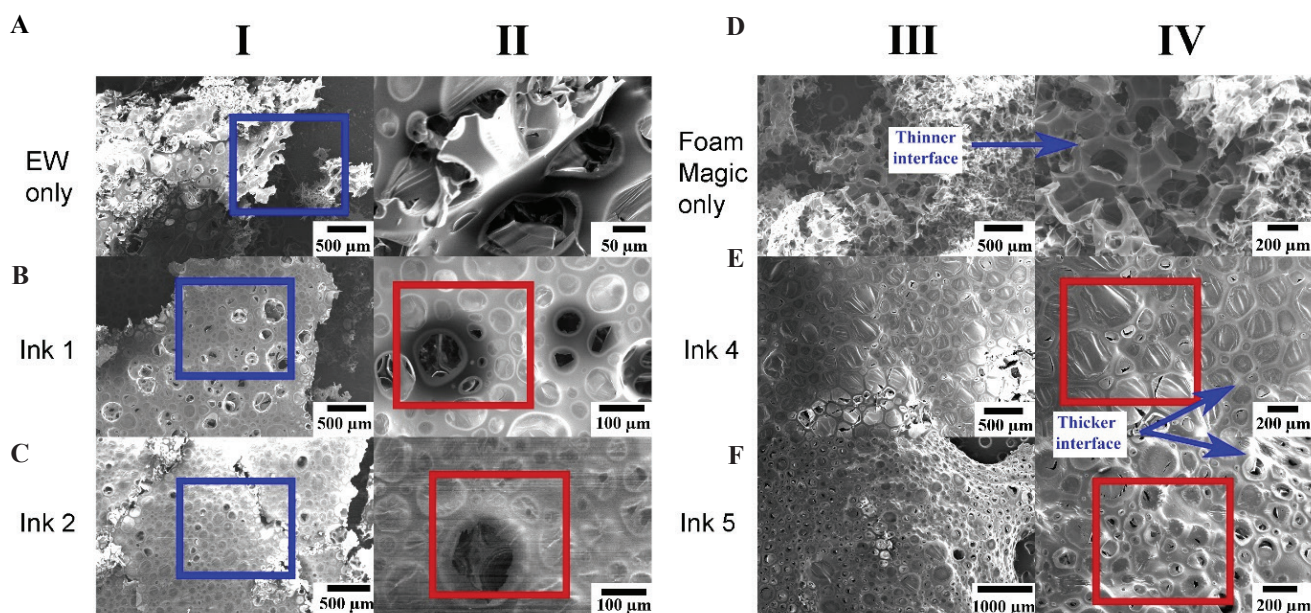 A
I
II
D
III
IV
EW
only
500 µm
50 µm
Foam
Magic
only
Thinner
interface
500 µm
200 µm
B
Ink 1
500 µm
100 µm
E
Ink 4
500 µm
200 µm
Thicker
interface
C
Ink 2
500 µm
100 µm
F
Ink 5
1000 µm
200 µm